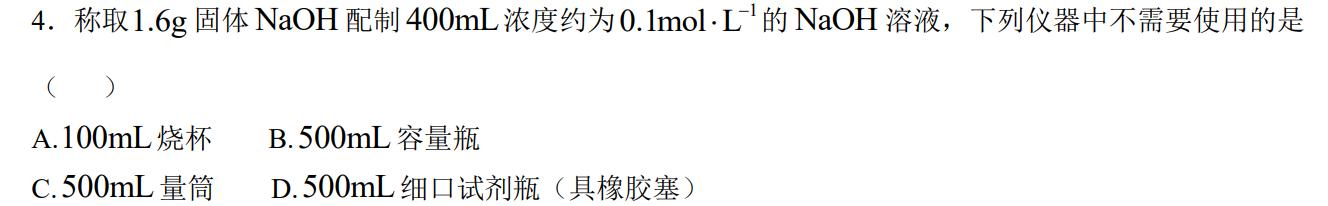 4．称取1.6g 固体 NaOH 配制 400mL 浓度约为 0.1mol·L⁻¹ 的 NaOH 溶液，下列仪器中不需要使用的是
（ ）
A.100mL 烧杯 B.500mL 容量瓶
C.500mL 量筒 D.500mL 细口试剂瓶（具橡胶塞）